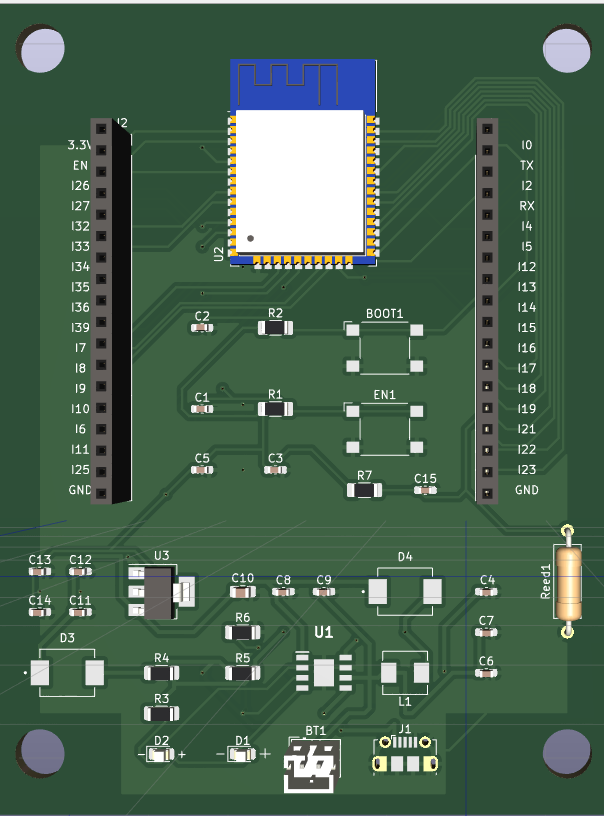 J2
3.3V
I0
EN
TX
I26
I2
I27
RX
I32
I4
I33
I5
U2
I34
I12
I35
I13
I36
I14
C2
R2
BOOT1
I39
I15
I7
I16
I8
I17
I9
I18
C1
R1
EN1
I10
I19
I6
I21
I11
I22
C5
C3
I25
I23
R7
C15
GND
GND
C13
C12
U3
D4
Reed1
C10
C8
C9
C4
C14
C11
R6
U1
C7
D3
R4
R5
C6
R3
L1
BT1
J1
D2
D1
- +
- +